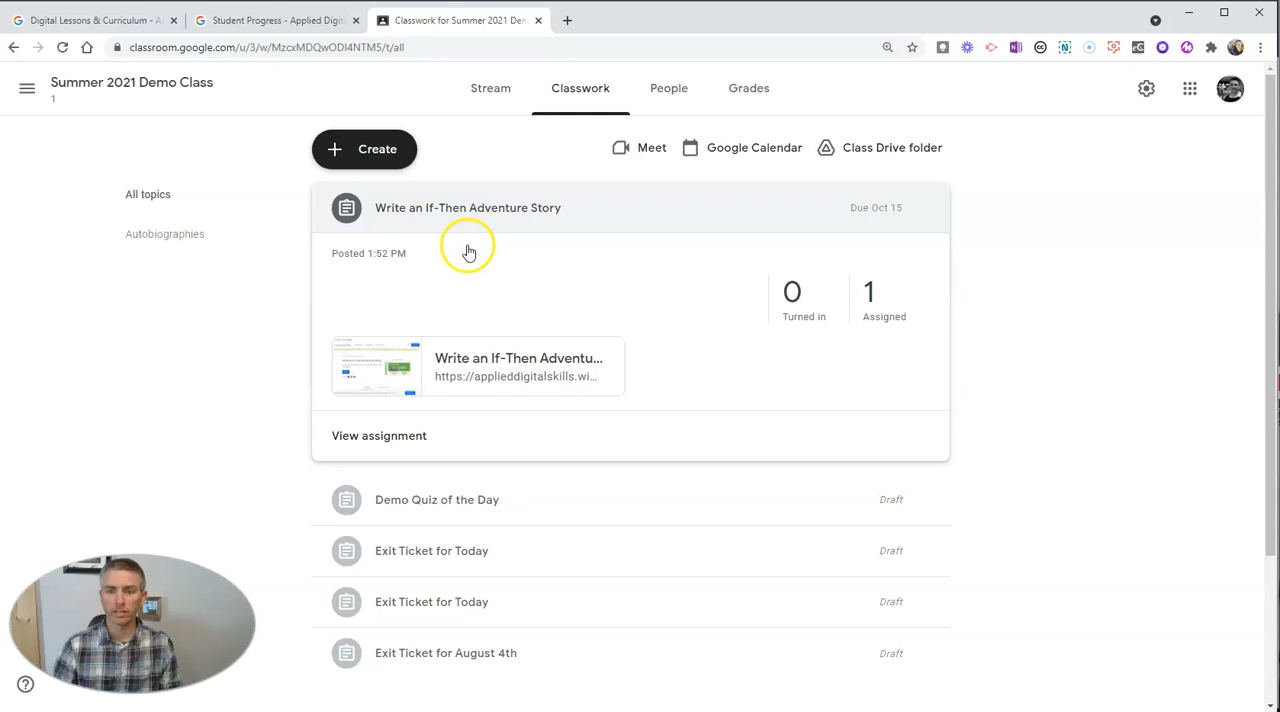 Digital Lessons & Curriculum - A
Student Progress - Applied Digit
Classwork for Summer 2021 Dem
classroom.google.com/u/3/w/MzcxMDQwODI4NTM5/t/all
Summer 2021 Demo Class
1
Stream
Classwork
People
Grades
Create
Meet
Google Calendar
Class Drive folder
All topics
Autobiographies
Write an If-Then Adventure Story
Due Oct 15
Posted 1:52 PM
0
Turned in
1
Assigned
Write an If-Then Adventu...
https://applieddigitalskills.wi...
View assignment
Demo Quiz of the Day
Draft
Exit Ticket for Today
Draft
Exit Ticket for Today
Draft
Exit Ticket for August 4th
Draft